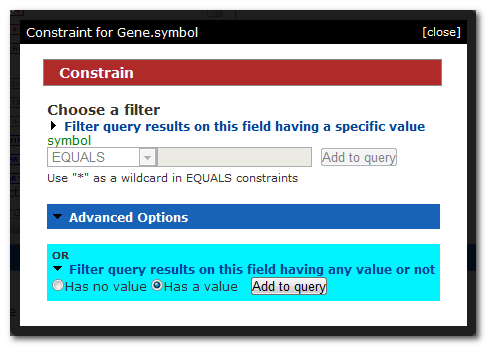 Constraint for Gene.symbol [close]
Constrain
Choose a filter
Filter query results on this field having a specific value
symbol
EQUALS Add to query
Use "*" as a wildcard in EQUALS constraints
Advanced Options
OR
Filter query results on this field having any value or not
Has no value Has a value Add to query